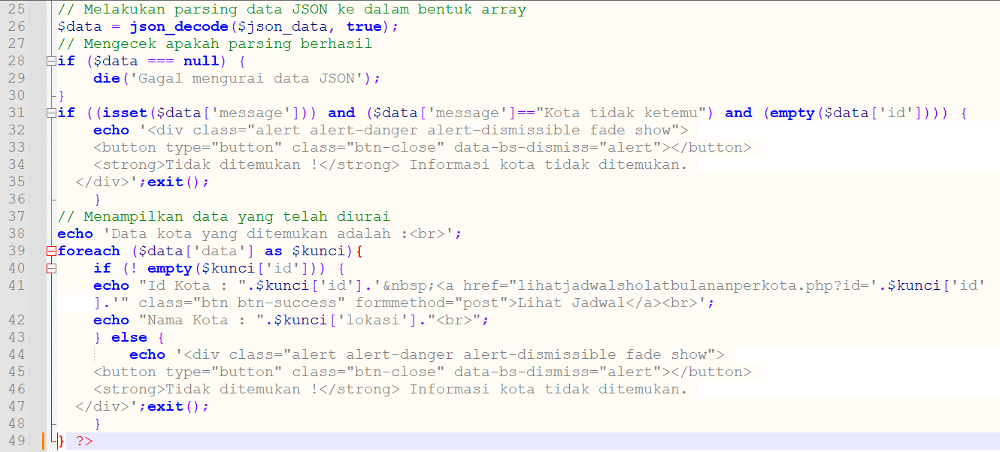 25 // Melakukan parsing data JSON ke dalam bentuk array
26 $data = json_decode($json_data, true);
27 // Mengecek apakah parsing berhasil
28 if ($data === null) {
29     die('Gagal mengurai data JSON');
30 }
31 if ((isset($data['message'])) and ($data['message']=="Kota tidak ketemu") and (empty($data['id']))) {
32     echo '<div class="alert alert-danger alert-dismissible fade show">
33     <button type="button" class="btn-close" data-bs-dismiss="alert"></button>
34     <strong>Tidak ditemukan !</strong> Informasi kota tidak ditemukan.
35   </div>';exit();
36     }
37 // Menampilkan data yang telah diurai
38 echo 'Data kota yang ditemukan adalah :<br>';
39 foreach ($data['data'] as $kunci){
40     if (! empty($kunci['id'])) {
41     echo "Id Kota : ".$kunci['id'].'&nbsp;<a href="lihatjadwalsholatbulananperkota.php?id='.$kunci['id'
    ].'" class="btn btn-success" formmethod="post">Lihat Jadwal</a><br>';
42     echo "Nama Kota : ".$kunci['lokasi']."<br>";
43     } else {
44         echo '<div class="alert alert-danger alert-dismissible fade show">
45     <button type="button" class="btn-close" data-bs-dismiss="alert"></button>
46     <strong>Tidak ditemukan !</strong> Informasi kota tidak ditemukan.
47   </div>';exit();
48     }
49 } ?>